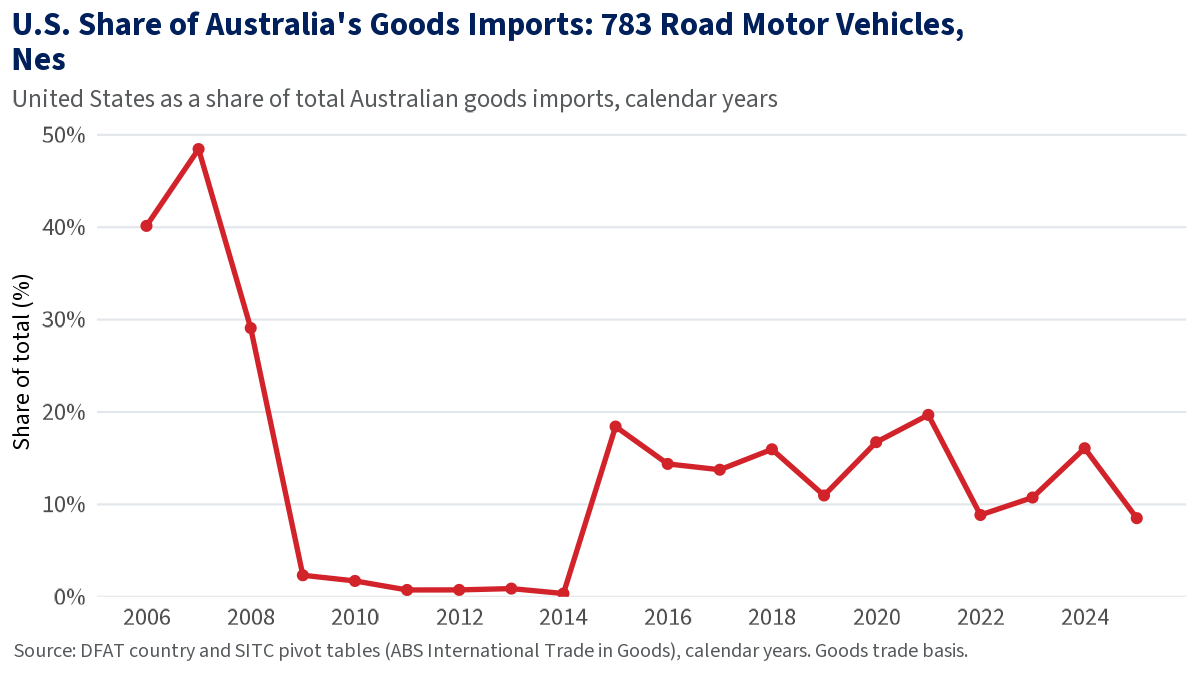 U.S. Share of Australia's Goods Imports: 783 Road Motor Vehicles,
Nes
United States as a share of total Australian goods imports, calendar years
Share of total (%)
50%
40%
30%
20%
10%
0%
2006 2008 2010 2012 2014 2016 2018 2020 2022 2024
Source: DFAT country and SITC pivot tables (ABS International Trade in Goods), calendar years. Goods trade basis.